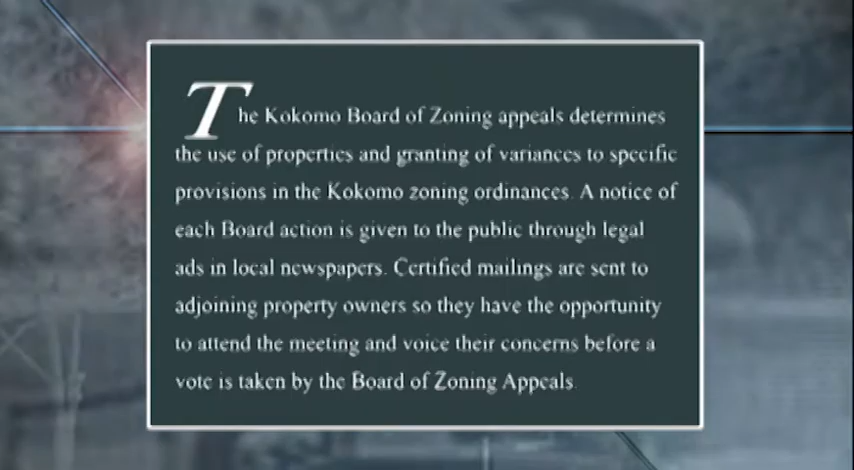 The Kokomo Board of Zoning appeals determines
the use of properties and granting of variances to specific
provisions in the Kokomo zoning ordinances. A notice of
each Board action is given to the public through legal
ads in local newspapers. Certified mailings are sent to
adjoining property owners so they have the opportunity
to attend the meeting and voice their concerns before a
vote is taken by the Board of Zoning Appeals.